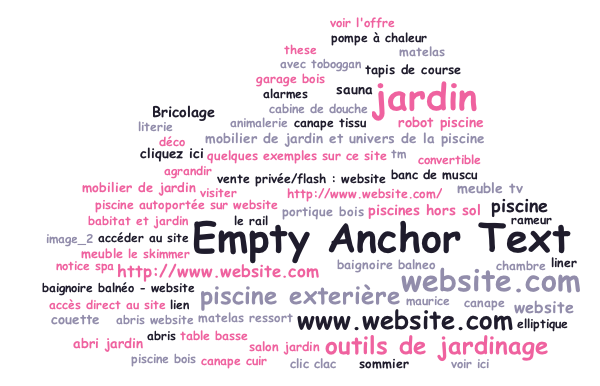 voir l'offre
pompe à chaleur
these
matelas
avec toboggan
tapis de course
garage bois
alarmes
sauna
jardin
Bricolage
cabine de douche
literie
animalerie
canape tissu
robot piscine
déco
mobilier de jardin et univers de la piscine
cliquez ici
quelques exemples sur ce site
tm
convertible
agrandir
vente privée/flash : website
banc de muscu
mobilier de jardin
visiter
http://www.website.com/
meuble tv
piscine autoportée sur website
portique bois
piscines hors sol
piscine
babitat et jardin
le rail
rameur
image_2
accéder au site
Empty Anchor Text
meuble le skimmer
notice spa
http://www.website.com
baignoire balneo
chambre
liner
baignoire balnéo - website
piscine exterière
website.com
accès direct au site
lien
maurice
canape
website
couette
abris website
matelas ressort
www.website.com
elliptique
abri jardin
abris
table basse
salon jardin
outils de jardinage
piscine bois
canape cuir
clic clac
sommier
voir ici